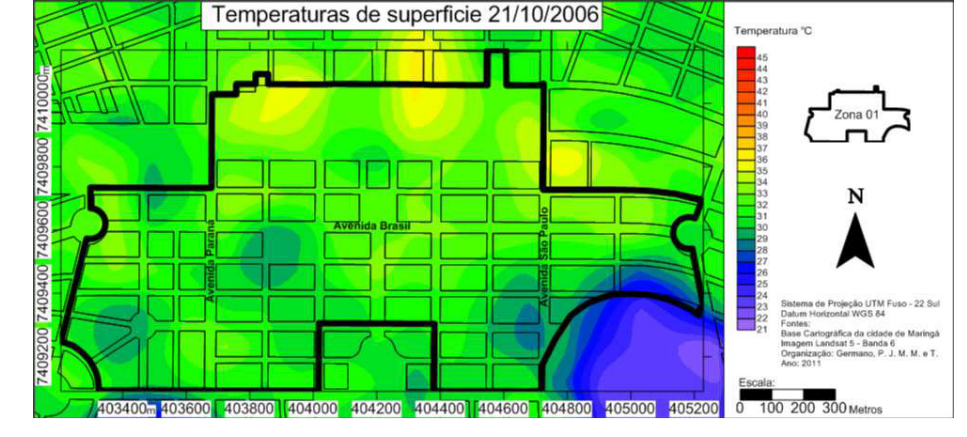 Temperaturas de superficie 21/10/2006
7410000m
7409800
7409600
7409400
7409200
Avenida Brasil
Avenida Paraná
Avenida São Paulo
403400m 403600 403800 404000 404200 404400 404600 404800 405000 405200
Temperatura °C
45
44
43
42
41
40
39
38
37
36
35
34
33
32
31
30
29
28
27
26
25
24
23
22
21
Zona 01
N
Sistema de Projeção UTM Fuso - 22 Sul
Datum Horizontal WGS 84
Fontes:
Base Cartográfica da cidade de Maringá
Imagem Landsat 5 - Banda 6
Organização: Germano, P. J. M. M. e T.
Ano: 2011
Escala:
0 100 200 300 Metros